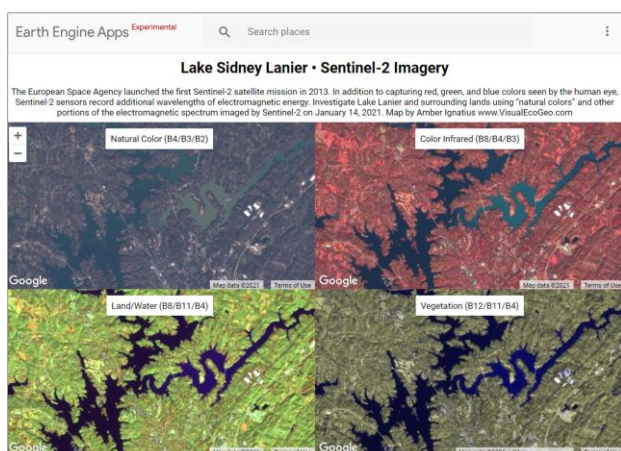 Earth Engine Apps Experimental
Search places
Lake Sidney Lanier • Sentinel-2 Imagery
The European Space Agency launched the first Sentinel-2 satellite mission in 2013. In addition to capturing red, green, and blue colors seen by the human eye,
Sentinel-2 sensors record additional wavelengths of electromagnetic energy. Investigate Lake Lanier and surrounding lands using "natural colors" and other
portions of the electromagnetic spectrum imaged by Sentinel-2 on January 14, 2021. Map by Amber Ignatius www.VisualEcoGeo.com
+
−
Natural Color (B4/B3/B2)
Color Infrared (B8/B4/B3)
Google
Map data ©2021 Terms of Use
Google
Map data ©2021 Terms of Use
Land/Water (B8/B11/B4)
Vegetation (B12/B11/B4)
Google
Google